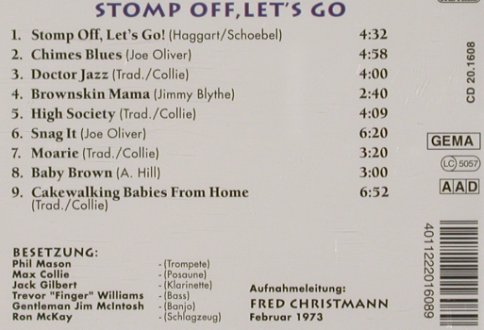 STOMP OFF,LET'S GO
1. Stomp Off, Let's Go! (Haggart/Schoebel) 4:32
2. Chimes Blues (Joe Oliver) 4:58
3. Doctor Jazz (Trad./Collie) 4:00
4. Brownskin Mama (Jimmy Blythe) 2:40
5. High Society (Trad./Collie) 4:09
6. Snag It (Joe Oliver) 6:20
7. Moarie (Trad./Collie) 3:20
8. Baby Brown (A. Hill) 3:00
9. Cakewalking Babies From Home 6:52
(Trad./Collie)
BESETZUNG:
Phil Mason - (Trompete)
Max Collie - (Posaune)
Jack Gilbert - (Klarinette)
Trevor "Finger" Williams - (Bass)
Gentleman Jim McIntosh - (Banjo)
Ron McKay - (Schlagzeug)
Aufnahmeleitung:
FRED CHRISTMANN
Februar 1973
CD 20.1608
GEMA
LC 5057
AAD
4011222016089